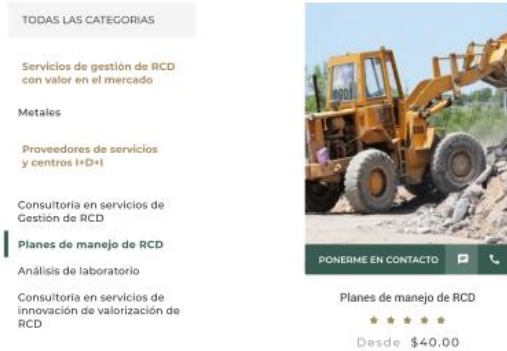 TODAS LAS CATEGORIAS
Servicios de gestión de RCD
con valor en el mercado
Metales
Proveedores de servicios
y centros I+D+I
Consultoría en servicios de
Gestión de RCD
Planes de manejo de RCD
Análisis de laboratorio
Consultoría en servicios de
innovación de valorización de
RCD
PONERME EN CONTACTO
Planes de manejo de RCD
Desde $40.00